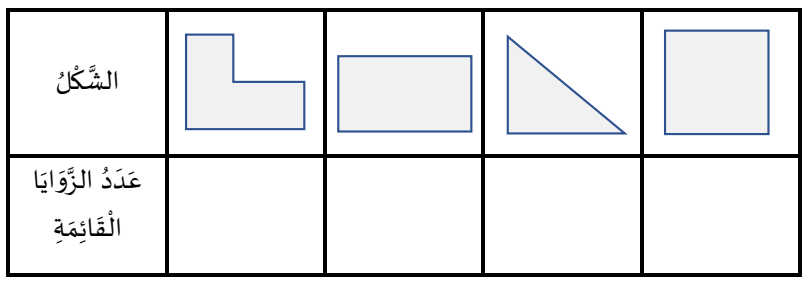 الشَّكْلُ
عَدَدُ الزَّوَايَا
الْقَائِمَةِ